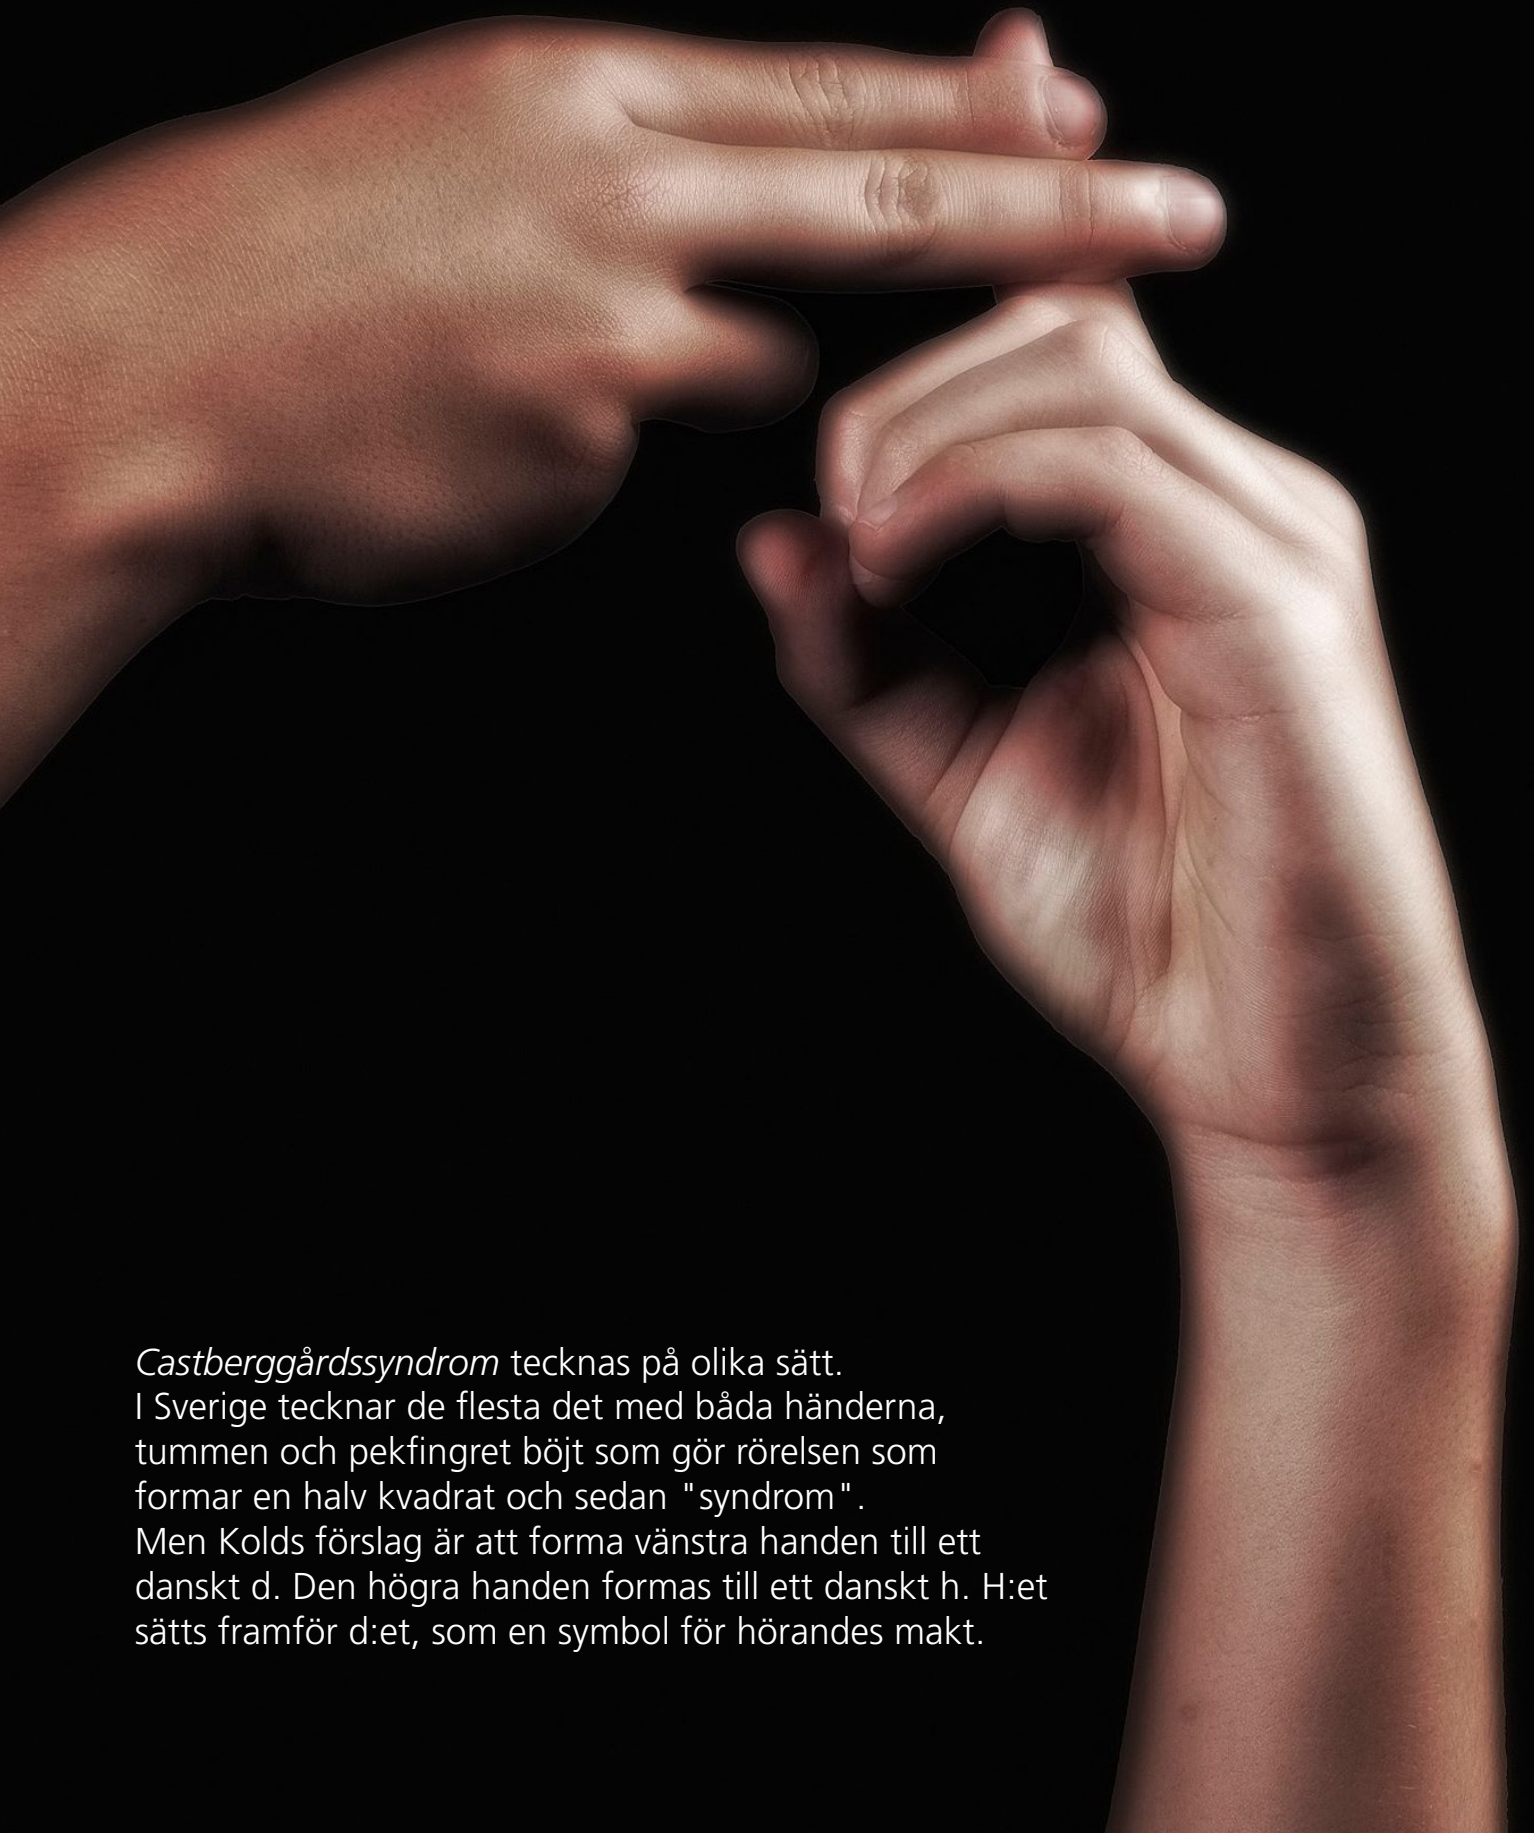 Castberggårdssyndrom tecknas på olika sätt.
I Sverige tecknar de flesta det med båda händerna,
tummen och pekfingret böjt som gör rörelsen som
formar en halv kvadrat och sedan "syndrom".
Men Kolds förslag är att forma vänstra handen till ett
danskt d. Den högra handen formas till ett danskt h. H:et
sätts framför d:et, som en symbol för hörandes makt.